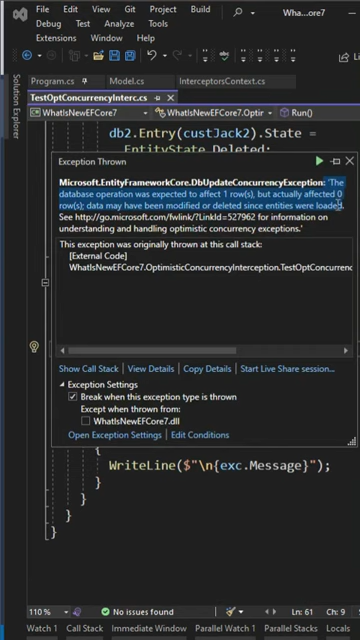 File Edit View Git Project Build
Debug Test Analyze Tools
Extensions Window Help
Wha...ore7
Program.cs Model.cs InterceptorsContext.cs
TestOptConcurrencyInterc.cs
WhatIsNewEFCore7 WhatIsNewEFCore7.Optir Run()
Solution Explorer
db2.Entry(custJack2).State =
EntityState.Deleted;
Exception Thrown
Microsoft.EntityFrameworkCore.DbUpdateConcurrencyException: 'The
database operation was expected to affect 1 row(s), but actually affected 0
row(s); data may have been modified or deleted since entities were loaded.
See http://go.microsoft.com/fwlink/?LinkId=527962 for information on
understanding and handling optimistic concurrency exceptions.'
This exception was originally thrown at this call stack:
[External Code]
WhatIsNewEFCore7.OptimisticConcurrencyInterception.TestOptConcurrenc
Show Call Stack View Details Copy Details Start Live Share session...
Exception Settings
Break when this exception type is thrown
Except when thrown from:
WhatIsNewEFCore7.dll
Open Exception Settings Edit Conditions
{
WriteLine($"\n{exc.Message}");
}
}
}
}
110 % No issues found Ln: 61 Ch: 9
Watch 1 Call Stack Immediate Window Parallel Watch 1 Parallel Stacks Locals Watch 2